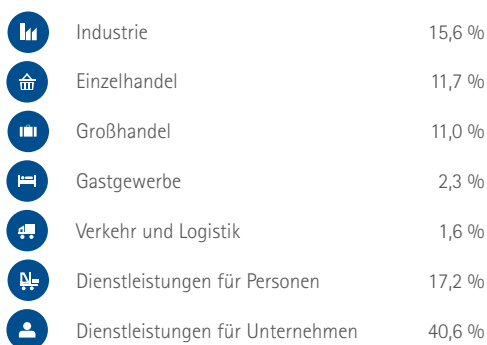 Industrie 15,6 %
Einzelhandel 11,7 %
Großhandel 11,0 %
Gastgewerbe 2,3 %
Verkehr und Logistik 1,6 %
Dienstleistungen für Personen 17,2 %
Dienstleistungen für Unternehmen 40,6 %